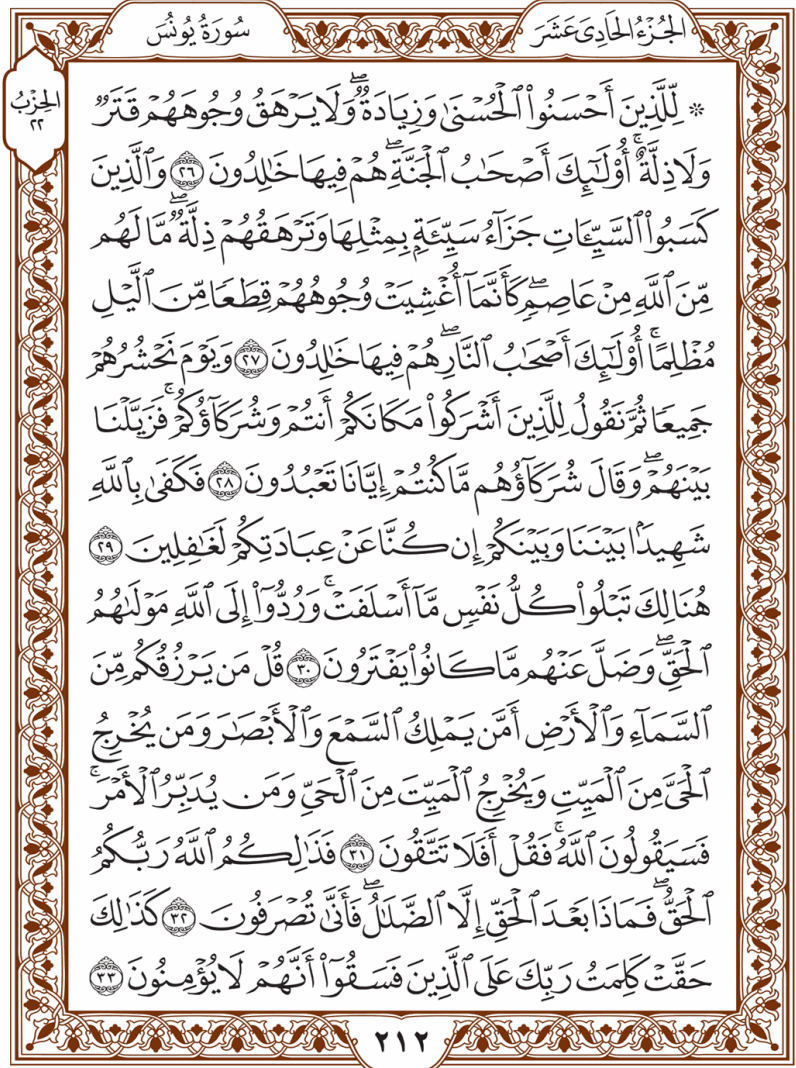 الجُزْءُ الحَادِى عَشَرَ
سُورَةُ يُونُسَ
الحِزْبُ
٢٢
۞ لِّلَّذِينَ أَحْسَنُوا۟ ٱلْحُسْنَىٰ وَزِيَادَةٌۭ ۖ وَلَا يَرْهَقُ وُجُوهَهُمْ قَتَرٌۭ
وَلَا ذِلَّةٌ ۚ أُو۟لَـٰٓئِكَ أَصْحَـٰبُ ٱلْجَنَّةِ ۖ هُمْ فِيهَا خَـٰلِدُونَ ٢٦ وَٱلَّذِينَ
كَسَبُوا۟ ٱلسَّيِّـَٔاتِ جَزَآءُ سَيِّئَةٍۭ بِمِثْلِهَا وَتَرْهَقُهُمْ ذِلَّةٌۭ ۖ مَّا لَهُم
مِّنَ ٱللَّهِ مِنْ عَاصِمٍۢ ۖ كَأَنَّمَآ أُغْشِيَتْ وُجُوهُهُمْ قِطَعًۭا مِّنَ ٱلَّيْلِ
مُظْلِمًا ۚ أُو۟لَـٰٓئِكَ أَصْحَـٰبُ ٱلنَّارِ ۖ هُمْ فِيهَا خَـٰلِدُونَ ٢٧ وَيَوْمَ نَحْشُرُهُمْ
جَمِيعًۭا ثُمَّ نَقُولُ لِلَّذِينَ أَشْرَكُوا۟ مَكَانَكُمْ أَنتُمْ وَشُرَكَآؤُكُمْ ۚ فَزَيَّلْنَا
بَيْنَهُمْ ۖ وَقَالَ شُرَكَآؤُهُم مَّا كُنتُمْ إِيَّانَا تَعْبُدُونَ ٢٨ فَكَفَىٰ بِٱللَّهِ
شَهِيدًۢا بَيْنَنَا وَبَيْنَكُمْ إِن كُنَّا عَنْ عِبَادَتِكُمْ لَغَـٰفِلِينَ ٢٩
هُنَالِكَ تَبْلُوا۟ كُلُّ نَفْسٍۢ مَّآ أَسْلَفَتْ ۚ وَرُدُّوٓا۟ إِلَى ٱللَّهِ مَوْلَىٰهُمُ
ٱلْحَقِّ ۖ وَضَلَّ عَنْهُم مَّا كَانُوا۟ يَفْتَرُونَ ٣٠ قُلْ مَن يَرْزُقُكُم مِّنَ
ٱلسَّمَآءِ وَٱلْأَرْضِ أَمَّن يَمْلِكُ ٱلسَّمْعَ وَٱلْأَبْصَـٰرَ وَمَن يُخْرِجُ
ٱلْحَىَّ مِنَ ٱلْمَيِّتِ وَيُخْرِجُ ٱلْمَيِّتَ مِنَ ٱلْحَىِّ وَمَن يُدَبِّرُ ٱلْأَمْرَ ۚ
فَسَيَقُولُونَ ٱللَّهُ ۚ فَقُلْ أَفَلَا تَتَّقُونَ ٣١ فَذَٰلِكُمُ ٱللَّهُ رَبُّكُمُ
ٱلْحَقُّ ۖ فَمَاذَا بَعْدَ ٱلْحَقِّ إِلَّا ٱلضَّلَـٰلُ ۖ فَأَنَّىٰ تُصْرَفُونَ ٣٢ كَذَٰلِكَ
حَقَّتْ كَلِمَتُ رَبِّكَ عَلَى ٱلَّذِينَ فَسَقُوٓا۟ أَنَّهُمْ لَا يُؤْمِنُونَ ٣٣
٢١٢